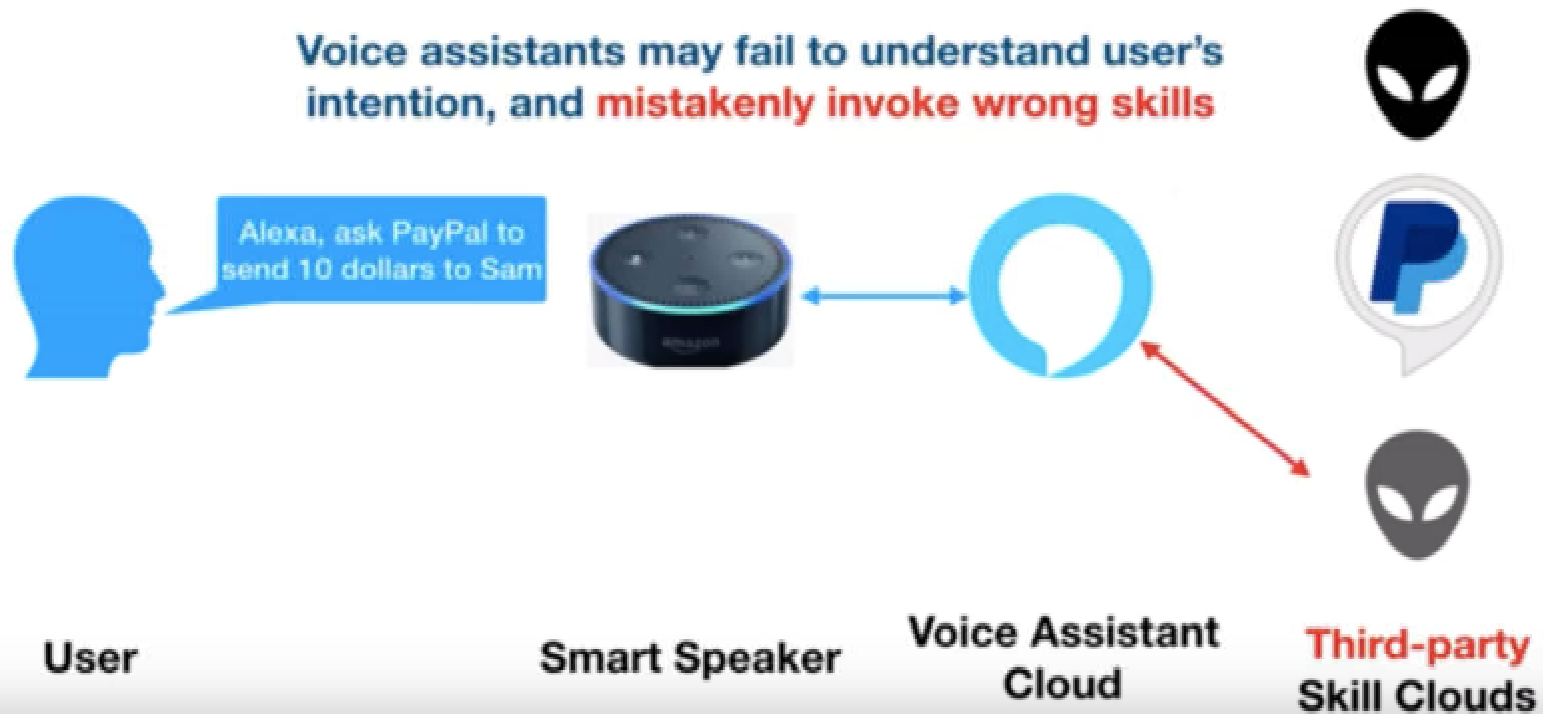 Voice assistants may fail to understand user's
intention, and mistakenly invoke wrong skills
Alexa, ask PayPal to
send 10 dollars to Sam
amazon
User
Smart Speaker
Voice Assistant
Cloud
Third-party
Skill Clouds